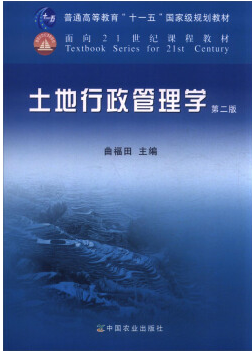 普通高等教育“十一五”国家级规划教材
面向21世纪课程教材
Textbook Series for 21st Century
土地行政管理学 第二版
曲福田 主编
中国农业出版社